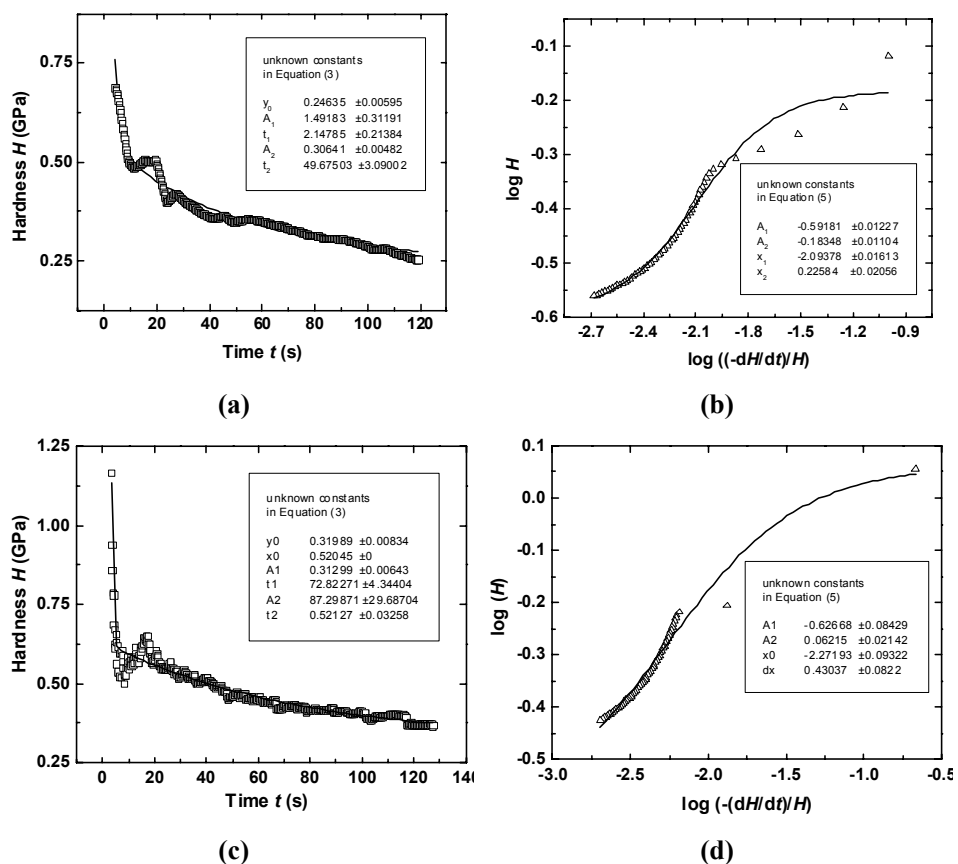 0.75
0.50
0.25
Hardness H (GPa)
unknown constants
in Equation (3)
y0 0.24635 ±0.00595
A1 1.49183 ±0.31191
t1 2.14785 ±0.21384
A2 0.30641 ±0.00482
t2 49.67503 ±3.09002
0 20 40 60 80 100 120
Time t (s)
(a)
-0.1
-0.2
-0.3
-0.4
-0.5
-0.6
log H
unknown constants
in Equation (5)
A1 -0.59181 ±0.01227
A2 -0.18348 ±0.01104
x1 -2.09378 ±0.01613
x2 0.22584 ±0.02056
-2.7 -2.4 -2.1 -1.8 -1.5 -1.2 -0.9
log ((-dH/dt)/H)
(b)
1.25
1.00
0.75
0.50
0.25
Hardness H (GPa)
unknown constants
in Equation (3)
y0 0.31989 ±0.00834
x0 0.52045 ±0
A1 0.31299 ±0.00643
t1 72.82271 ±4.34404
A2 87.29871 ±29.68704
t2 0.52127 ±0.03258
0 20 40 60 80 100 120 140
Time t (s)
(c)
0.1
0.0
-0.1
-0.2
-0.3
-0.4
-0.5
log (H)
unknown constants
in Equation (5)
A1 -0.62668 ±0.08429
A2 0.06215 ±0.02142
x0 -2.27193 ±0.09322
dx 0.43037 ±0.0822
-3.0 -2.5 -2.0 -1.5 -1.0 -0.5
log (-(dH/dt)/H)
(d)